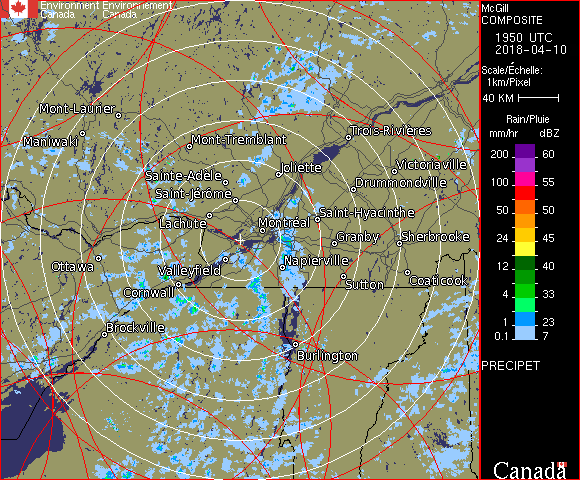 Environment Environnement
Canada Canada
McGill
COMPOSITE
1950 UTC
2018-04-10
Scale/Échelle:
1km/Pixel
40 KM
Rain/Pluie
mm/hr dBZ
200 60
100 55
50 50
24 45
12 40
4 33
1 23
0.1 7
PRECIPET
Canada
Mont-Laurier
Maniwaki
Mont-Tremblant
Trois-Rivières
Sainte-Adèle
Joliette
Victoriaville
Saint-Jérôme
Drummondville
Lachute
Montréal
Saint-Hyacinthe
Granby
Sherbrooke
Ottawa
Valleyfield
Napierville
Cornwall
Sutton
Coaticook
Brockville
Burlington